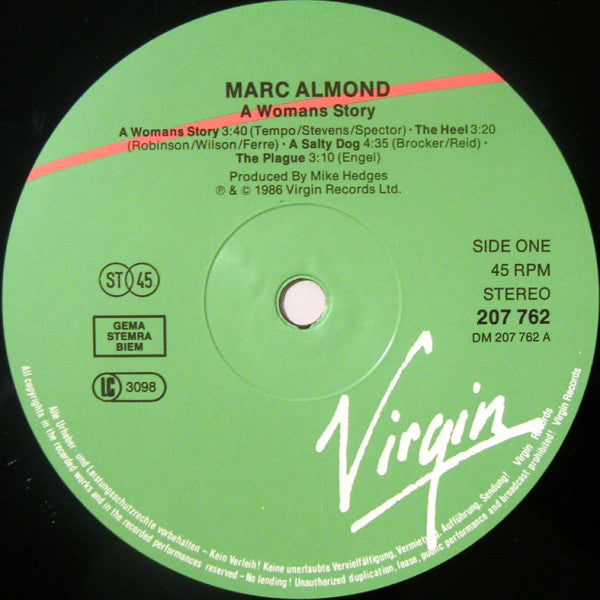 MARC ALMOND
A Womans Story
A Womans Story 3:40 (Tempo/Stevens/Spector) · The Heel 3:20
(Robinson/Wilson/Ferre) · A Salty Dog 4:35 (Brocker/Reid) ·
The Plague 3:10 (Engel)
Produced By Mike Hedges
℗ & © 1986 Virgin Records Ltd.
ST 45
GEMA
STEMRA
BIEM
LC 3098
SIDE ONE
45 RPM
STEREO
207 762
DM 207 762 A
Virgin
Alle Urheber - und Leistungsschutzrechte vorbehalten – Kein Verleih! Keine unerlaubte Vervielfältigung, Vermietung, Aufführung, Sendung! Virgin Records
All copyrights in the recorded works and in the recorded performances reserved – No lending! Unauthorized duplication, lease, public performance and broadcast prohibited! Virgin Records